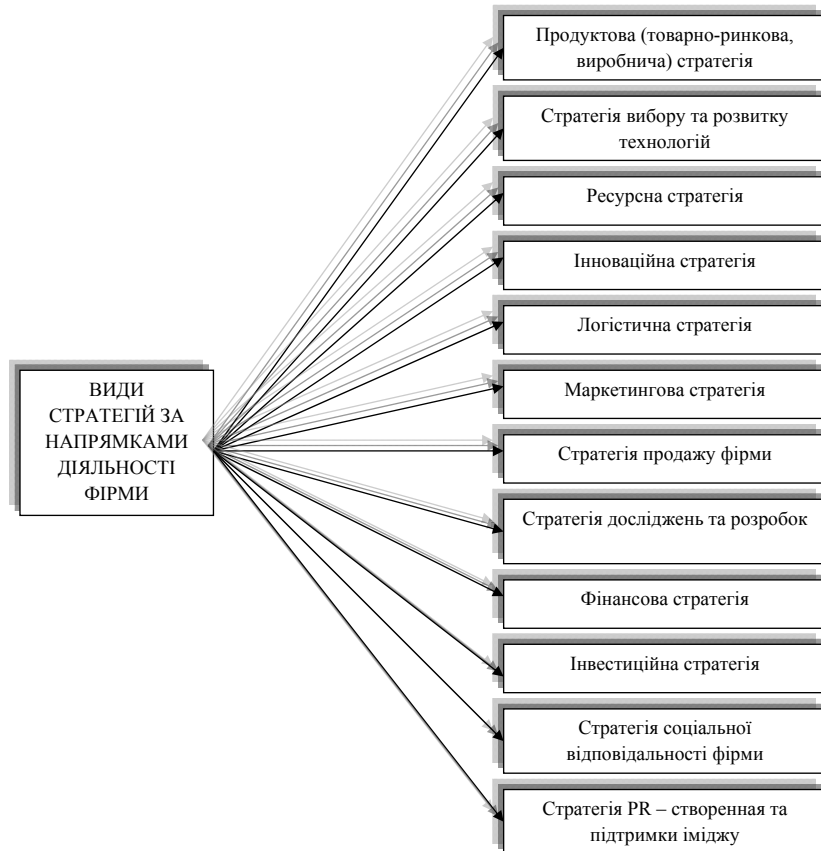 ВИДИ
СТРАТЕГІЙ ЗА
НАПРЯМКАМИ
ДІЯЛЬНОСТІ
ФІРМИ
Продуктова (товарно-ринкова,
виробнича) стратегія
Стратегія вибору та розвитку
технологій
Ресурсна стратегія
Інноваційна стратегія
Логістична стратегія
Маркетингова стратегія
Стратегія продажу фірми
Стратегія досліджень та розробок
Фінансова стратегія
Інвестиційна стратегія
Стратегія соціальної
відповідальності фірми
Стратегія PR – створенная та
підтримки іміджу